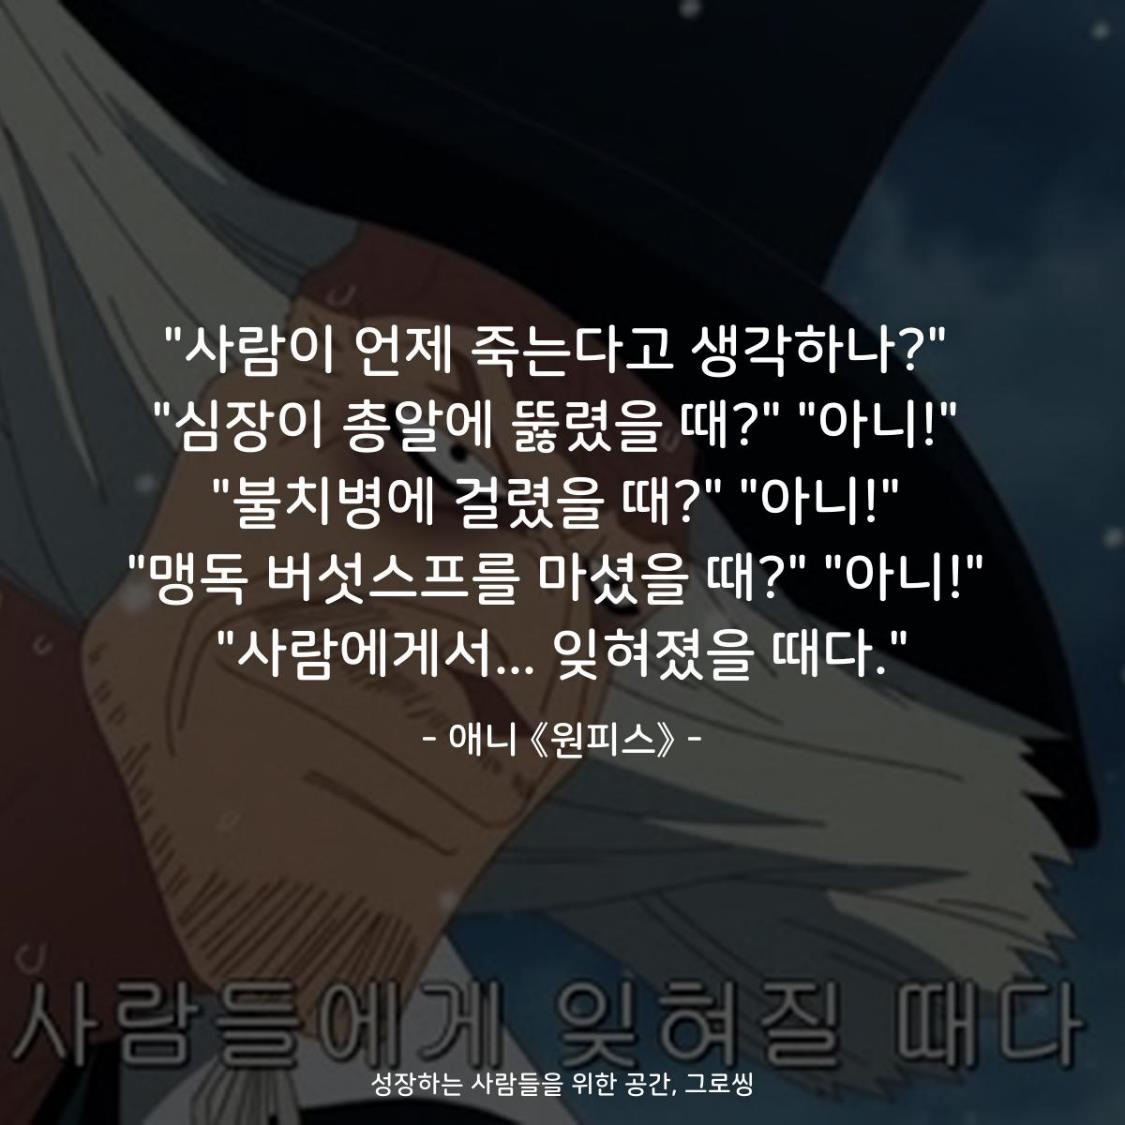 "사람이 언제 죽는다고 생각하나?"
"심장이 총알에 뚫렸을 때?" "아니!"
"불치병에 걸렸을 때?" "아니!"
"맹독 버섯스프를 마셨을 때?" "아니!"
"사람에게서... 잊혀졌을 때다."
- 애니 《원피스》 -
사람들에게 잊혀질 때다
성장하는 사람들을 위한 공간, 그로씽